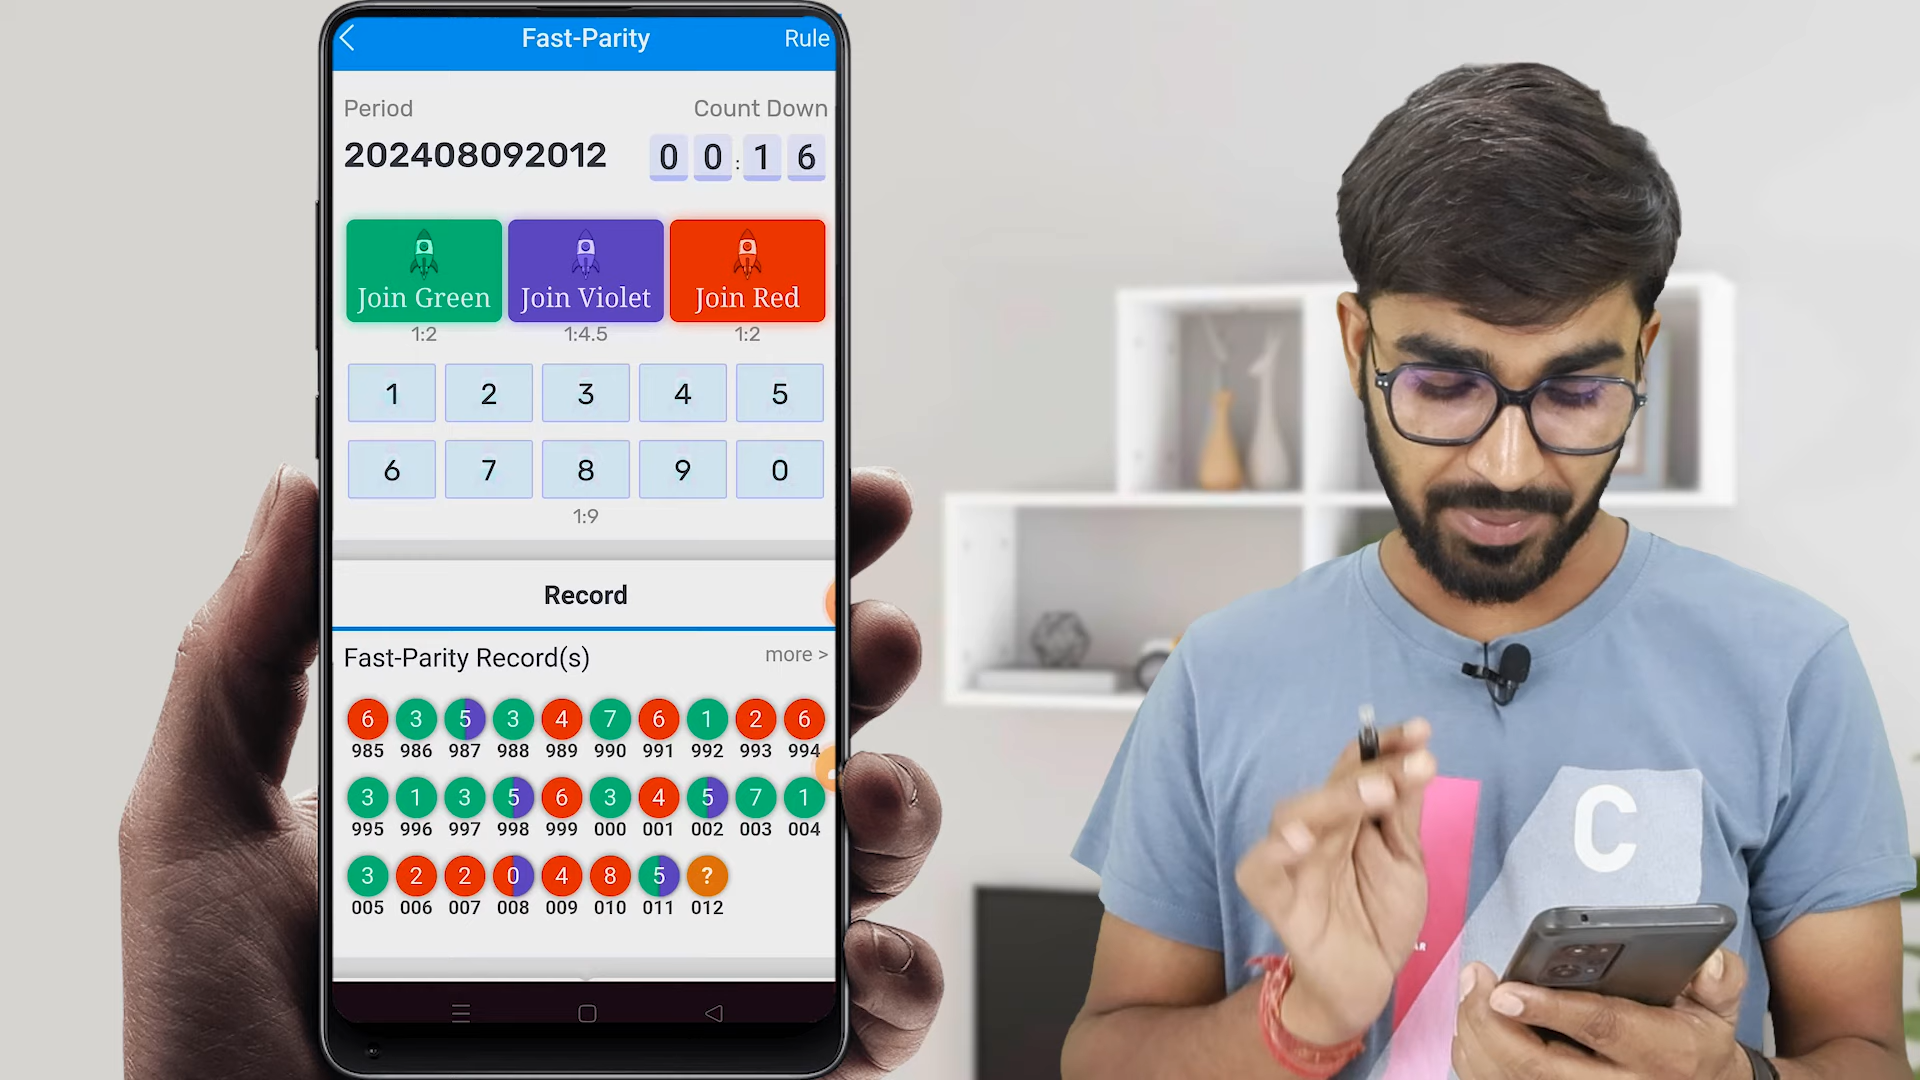 Fast-Parity Rule
Period Count Down
202408092012 00:16
Join Green Join Violet Join Red
1:2 1:4.5 1:2
1 2 3 4 5
6 7 8 9 0
1:9
Record
Fast-Parity Record(s) more >
6 3 5 3 4 7 6 1 2 6
985 986 987 988 989 990 991 992 993 994
3 1 3 5 6 3 4 5 7 1
995 996 997 998 999 000 001 002 003 004
3 2 2 0 4 8 5 ?
005 006 007 008 009 010 011 012
C
AR